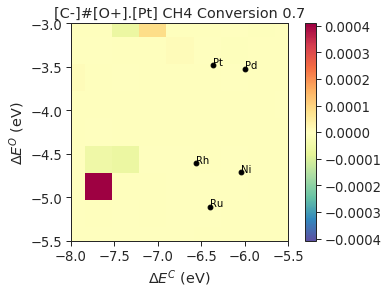 [C-]#[O+].[Pt] CH4 Conversion 0.7
−3.0
−3.5
−4.0
−4.5
−5.0
−5.5
ΔE^O (eV)
Pt
Pd
Rh
Ni
Ru
−8.0 −7.5 −7.0 −6.5 −6.0 −5.5
ΔE^C (eV)
0.0004
0.0003
0.0002
0.0001
0.0000
−0.0001
−0.0002
−0.0003
−0.0004